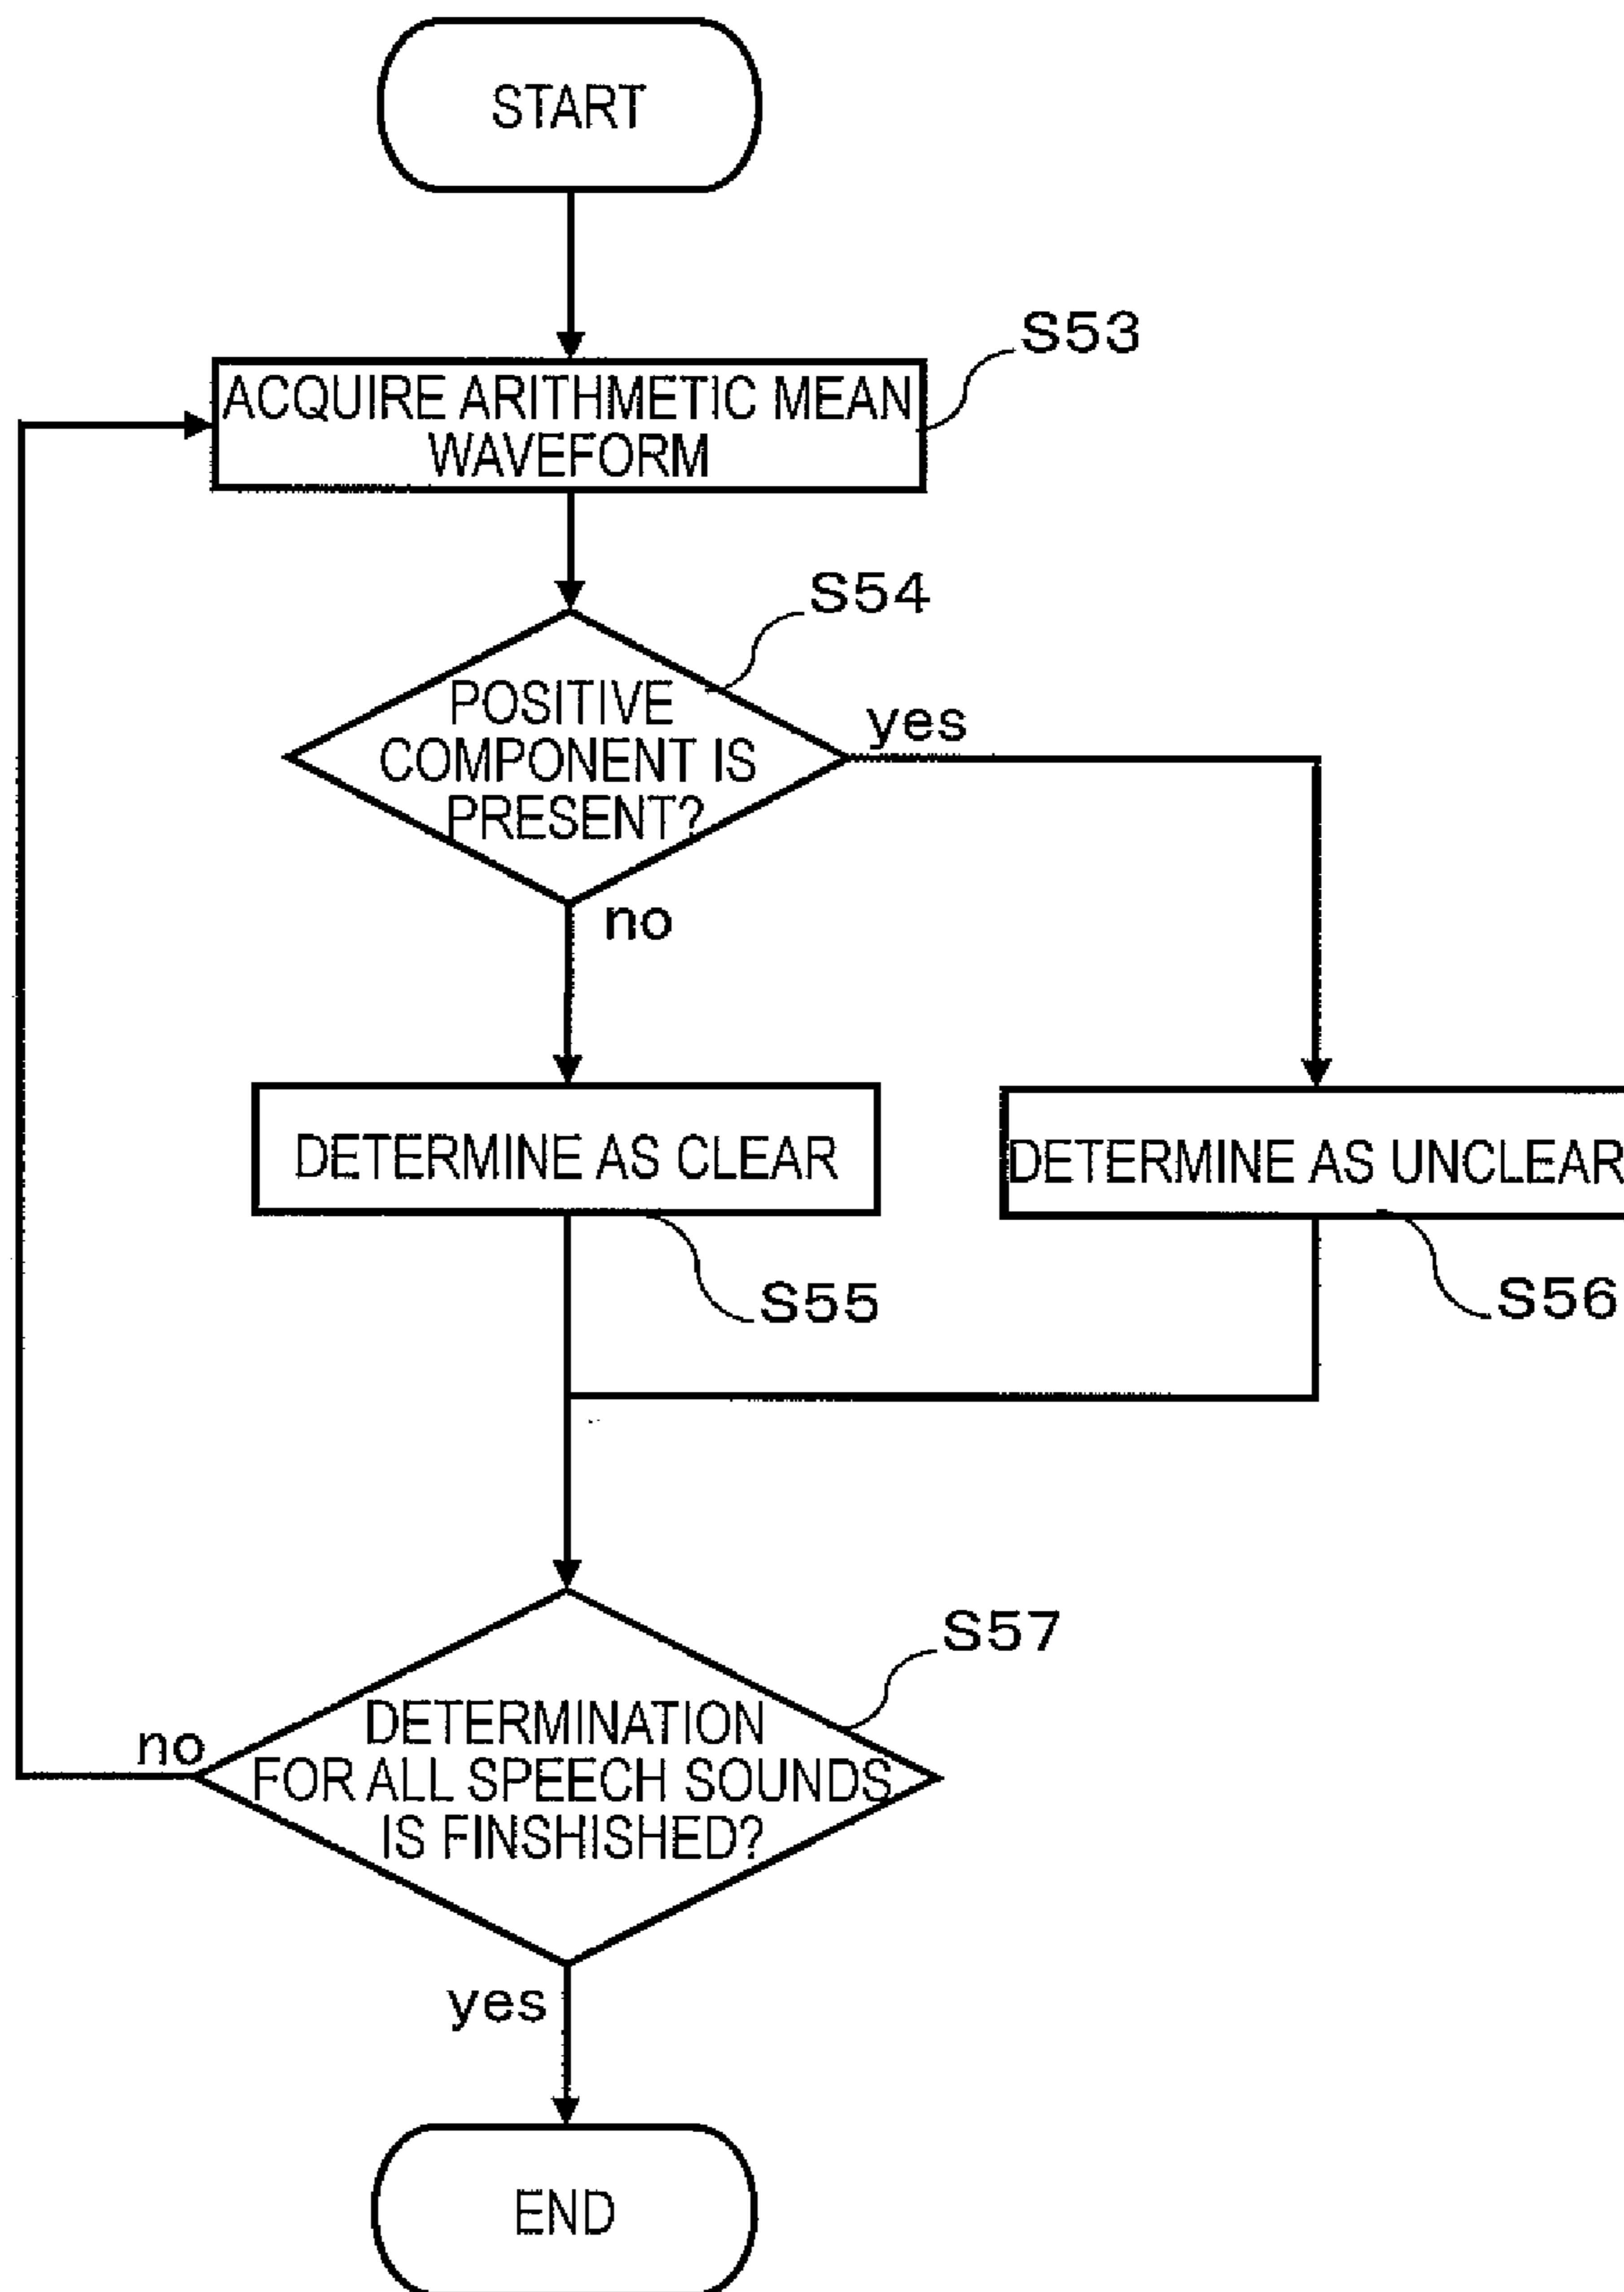 START
S53
ACQUIRE ARITHMETIC MEAN
WAVEFORM
S54
POSITIVE
COMPONENT IS
PRESENT?
yes
no
DETERMINE AS CLEAR
DETERMINE AS UNCLEAR
S55
S56
S57
DETERMINATION
FOR ALL SPEECH SOUNDS
IS FINSHISHED?
no
yes
END